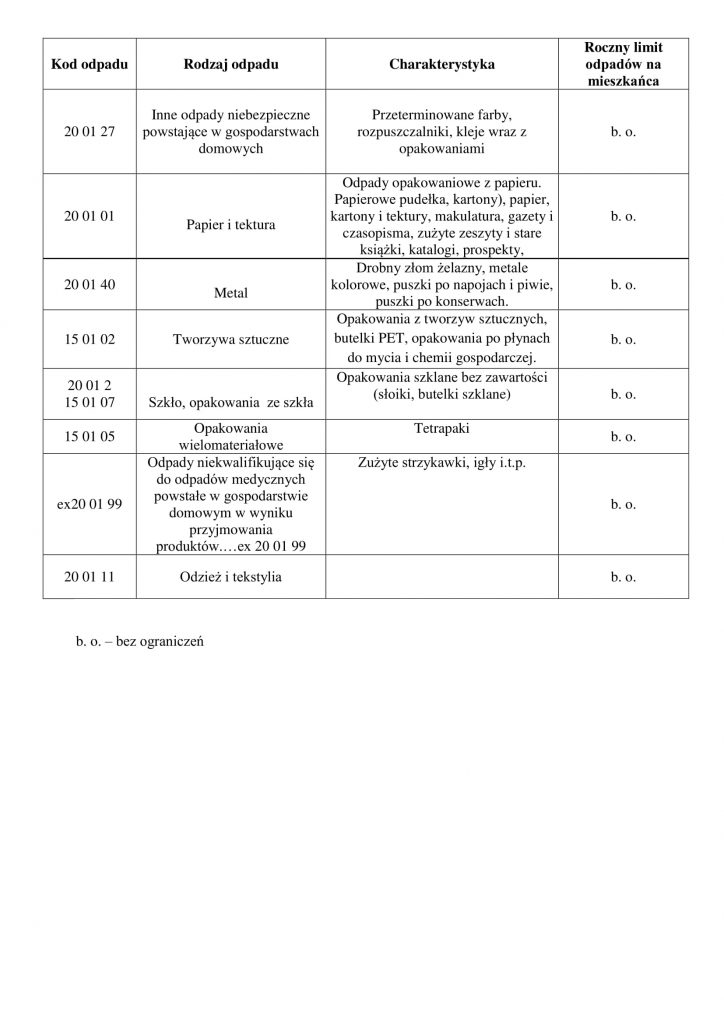 Kod odpadu
Rodzaj odpadu
Charakterystyka
Roczny limit
odpadów na
mieszkańca
20 01 27
Inne odpady niebezpieczne
powstające w gospodarstwach
domowych
Przeterminowane farby,
rozpuszczalniki, kleje wraz z
opakowaniami
b. o.
20 01 01
Papier i tektura
Odpady opakowaniowe z papieru.
Papierowe pudełka, kartony), papier,
kartony i tektury, makulatura, gazety i
czasopisma, zużyte zeszyty i stare
książki, katalogi, prospekty,
b. o.
20 01 40
Metal
Drobny złom żelazny, metale
kolorowe, puszki po napojach i piwie,
puszki po konserwach.
b. o.
15 01 02
Tworzywa sztuczne
Opakowania z tworzyw sztucznych,
butelki PET, opakowania po płynach
do mycia i chemii gospodarczej.
b. o.
20 01 2
15 01 07
Szkło, opakowania  ze szkła
Opakowania szklane bez zawartości
(słoiki, butelki szklane)
b. o.
15 01 05
Opakowania
wielomateriałowe
Tetrapaki
b. o.
ex20 01 99
Odpady niekwalifikujące się
do odpadów medycznych
powstałe w gospodarstwie
domowym w wyniku
przyjmowania
produktów.…ex 20 01 99
Zużyte strzykawki, igły i.t.p.
b. o.
20 01 11
Odzież i tekstylia
b. o.
b. o. – bez ograniczeń